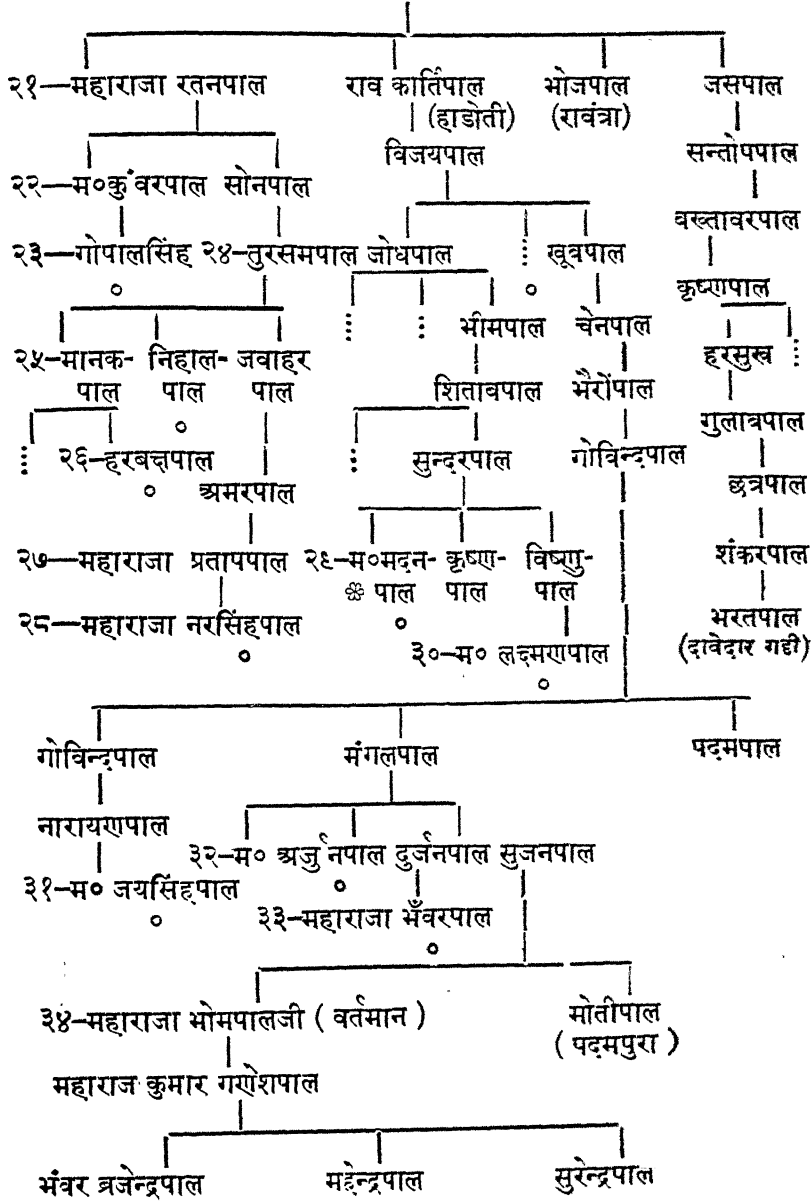 २१—महाराजा रतनपाल राव कार्तिपाल भोजपाल जसपाल
(हाडोती) (रावंत्रा)
विजयपाल सन्तोपपाल
२२—म०कुंवरपाल सोनपाल
वख्तावरपाल
२३—गोपालसिंह २४-तुरसमपाल जोधपाल खूवपाल
कृष्णपाल
भीमपाल चेनपाल
२५-मानक- निहाल- जवाहर हरसुख
पाल पाल पाल शितावपाल भैरोंपाल
गुलावपाल
२६-हरबक्षपाल सुन्दरपाल गोविन्दपाल
अमरपाल छत्रपाल
२७—महाराजा प्रतापपाल २९-म०मदन- कृष्ण- विष्णु- शंकरपाल
❀ पाल पाल पाल
२८—महाराजा नरसिंहपाल भरतपाल
३०-म० लक्ष्मणपाल (दावेदार गद्दी)
गोविन्दपाल मंगलपाल पदमपाल
नारायणपाल
३२-म० अर्जुनपाल दुर्जनपाल सुजनपाल
३१-म० जयसिंहपाल
३३-महाराजा भँवरपाल
३४-महाराजा भोमपालजी ( वर्तमान ) मोतीपाल
( पदमपुरा )
महाराज कुमार गणेशपाल
भंवर ब्रजेन्द्रपाल महेन्द्रपाल सुरेन्द्रपाल